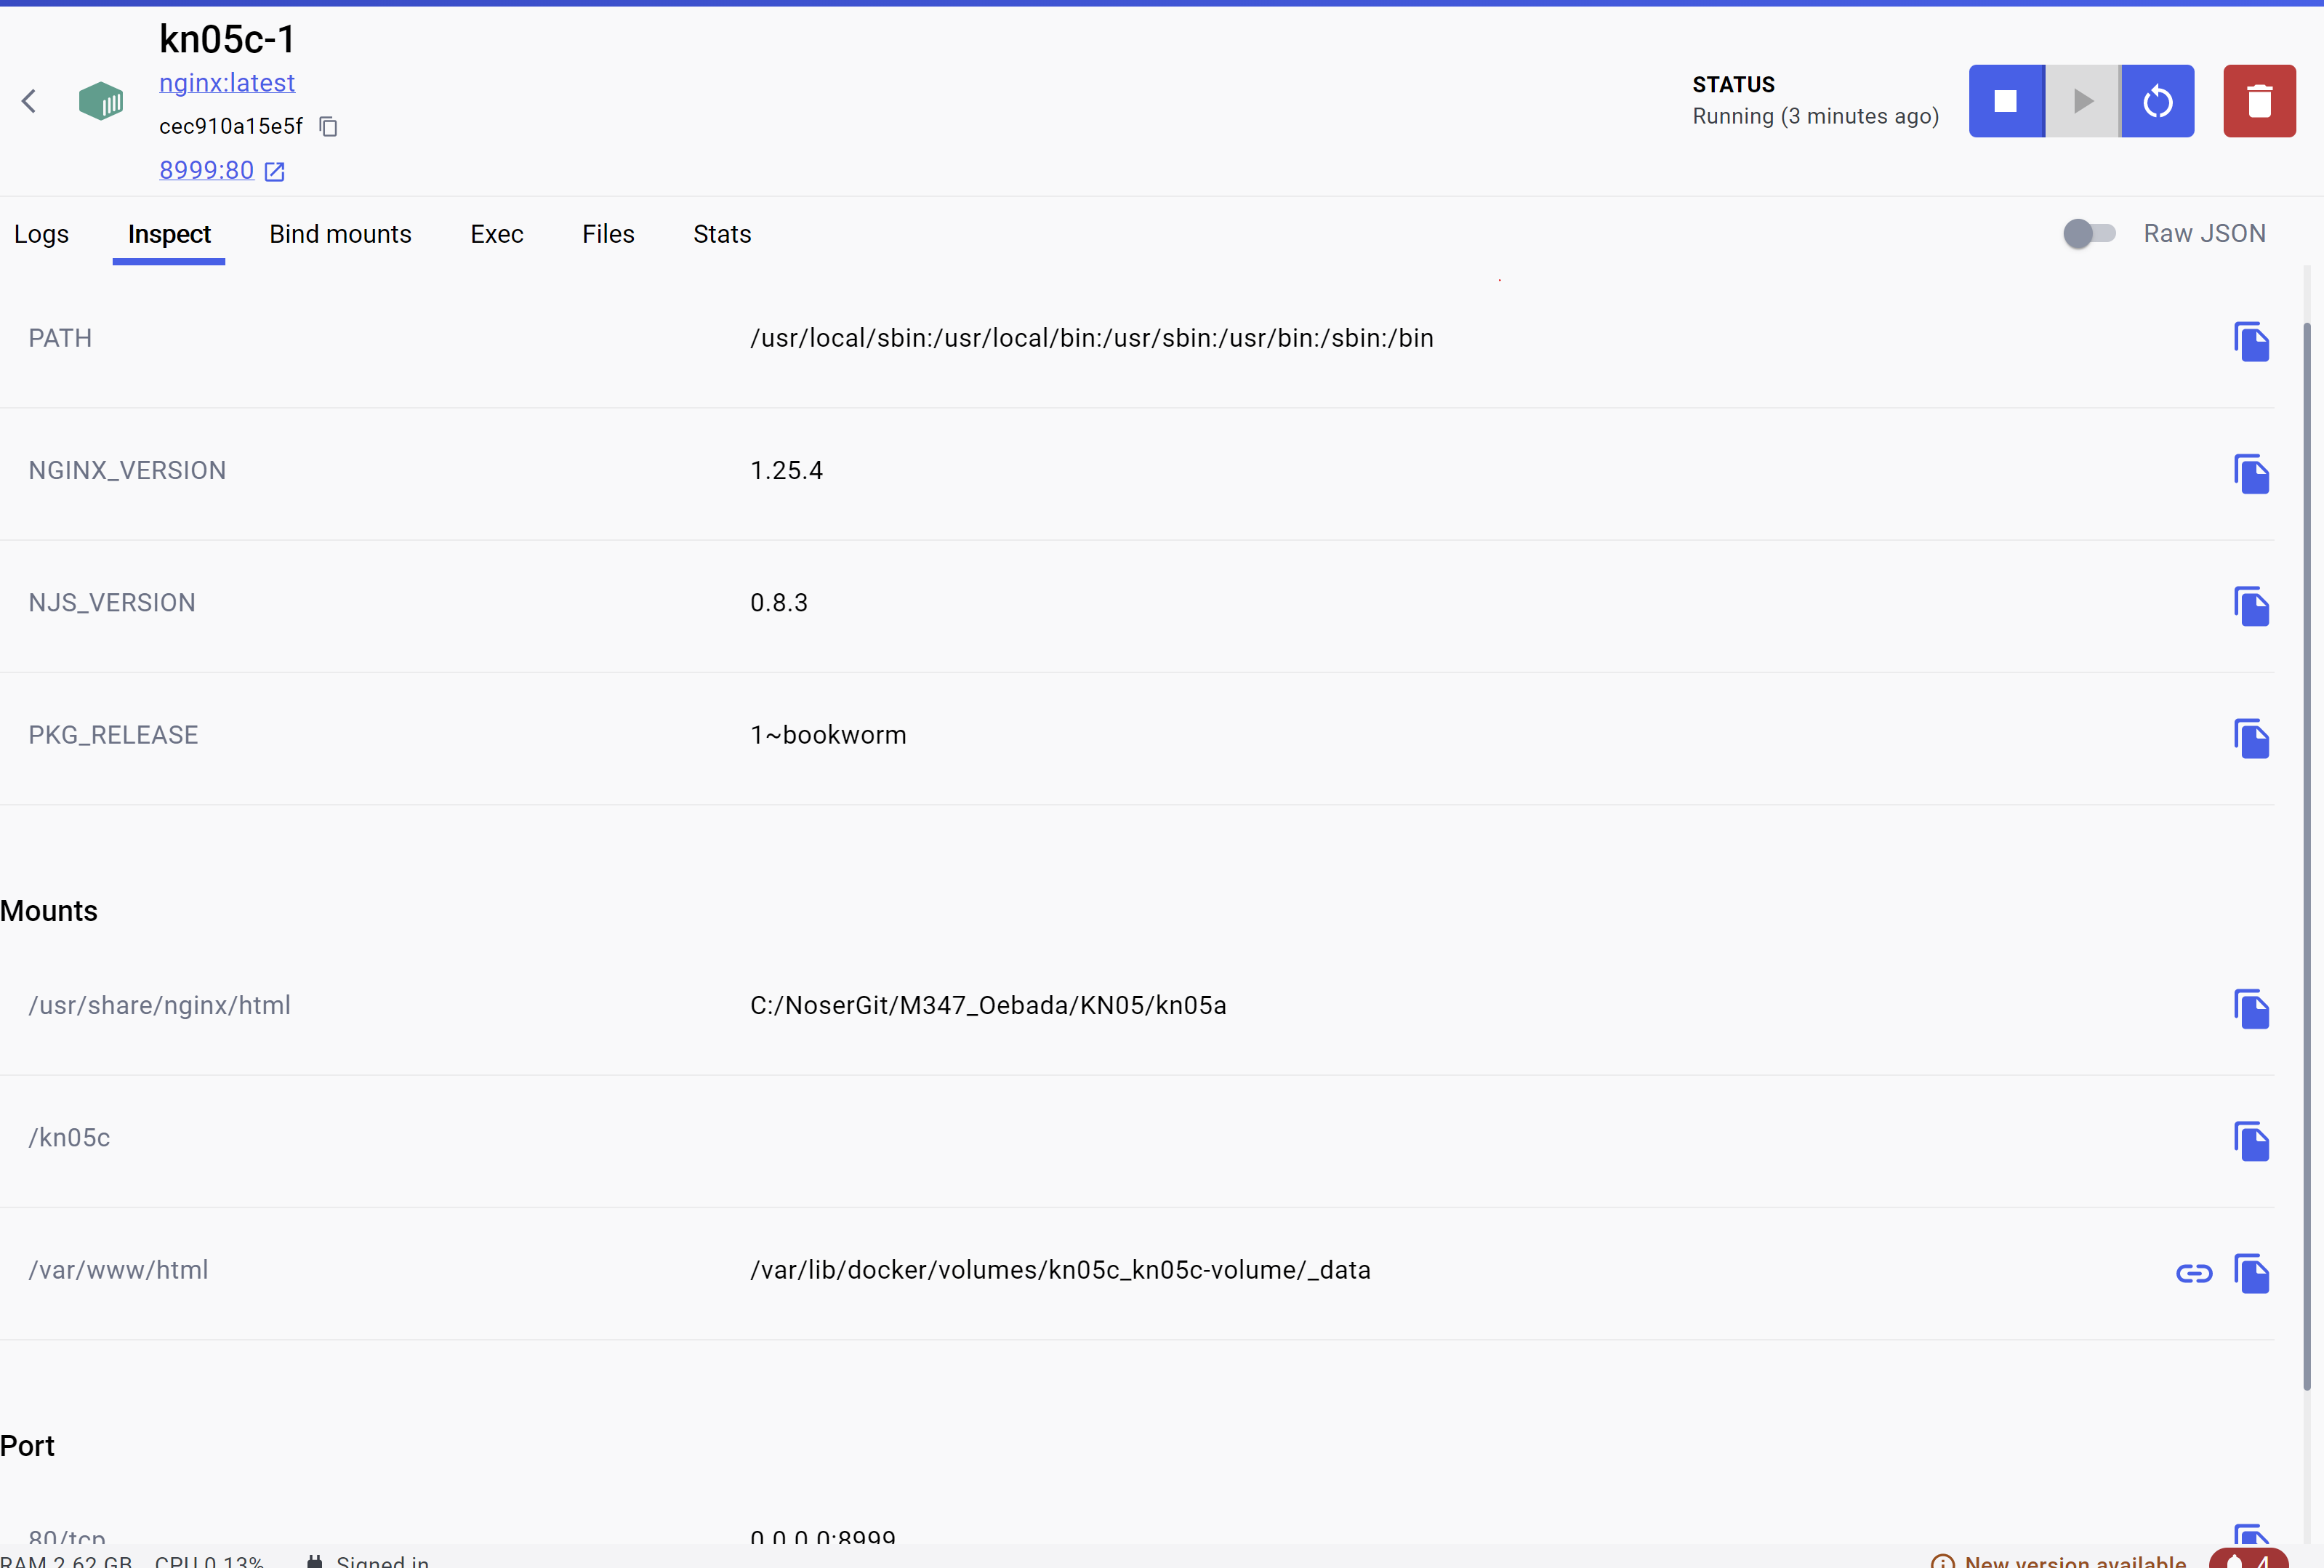 kn05c-1
nginx:latest
cec910a15e5f
8999:80
STATUS
Running (3 minutes ago)
Logs Inspect Bind mounts Exec Files Stats Raw JSON
PATH /usr/local/sbin:/usr/local/bin:/usr/sbin:/usr/bin:/sbin:/bin
NGINX_VERSION 1.25.4
NJS_VERSION 0.8.3
PKG_RELEASE 1~bookworm
Mounts
/usr/share/nginx/html C:/NoserGit/M347_Oebada/KN05/kn05a
/kn05c
/var/www/html /var/lib/docker/volumes/kn05c_kn05c-volume/_data
Port
80/tcp 0.0.0.0:8999
RAM 2.62 GB CPU 0.13% Signed in New version available 4